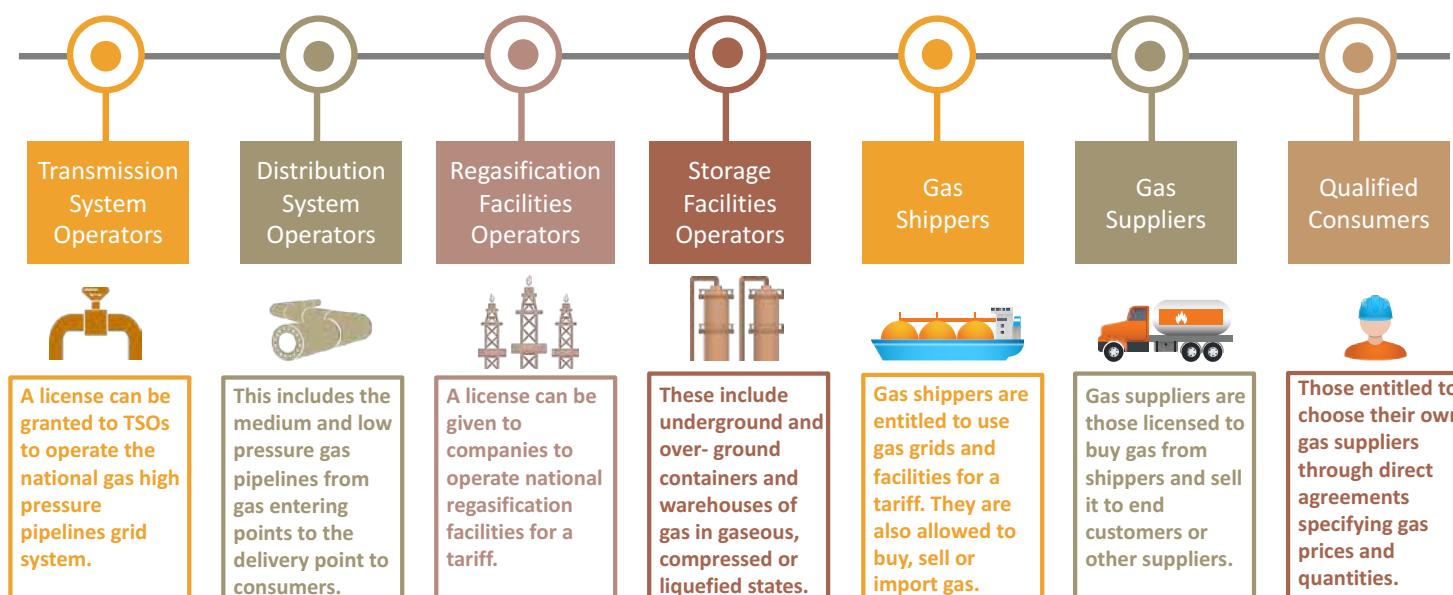 Transmission
System
Operators
Distribution
System
Operators
Regasification
Facilities
Operators
Storage
Facilities
Operators
Gas
Shippers
Gas
Suppliers
Qualified
Consumers
A license can be
granted to TSOs
to operate the
national gas high
pressure
pipelines grid
system.
This includes the
medium and low
pressure gas
pipelines from
gas entering
points to the
delivery point to
consumers.
A license can be
given to
companies to
operate national
regasification
facilities for a
tariff.
These include
underground and
over- ground
containers and
warehouses of
gas in gaseous,
compressed or
liquefied states.
Gas shippers are
entitled to use
gas grids and
facilities for a
tariff. They are
also allowed to
buy, sell or
import gas.
Gas suppliers are
those licensed to
buy gas from
shippers and sell
it to end
customers or
other suppliers.
Those entitled to
choose their own
gas suppliers
through direct
agreements
specifying gas
prices and
quantities.